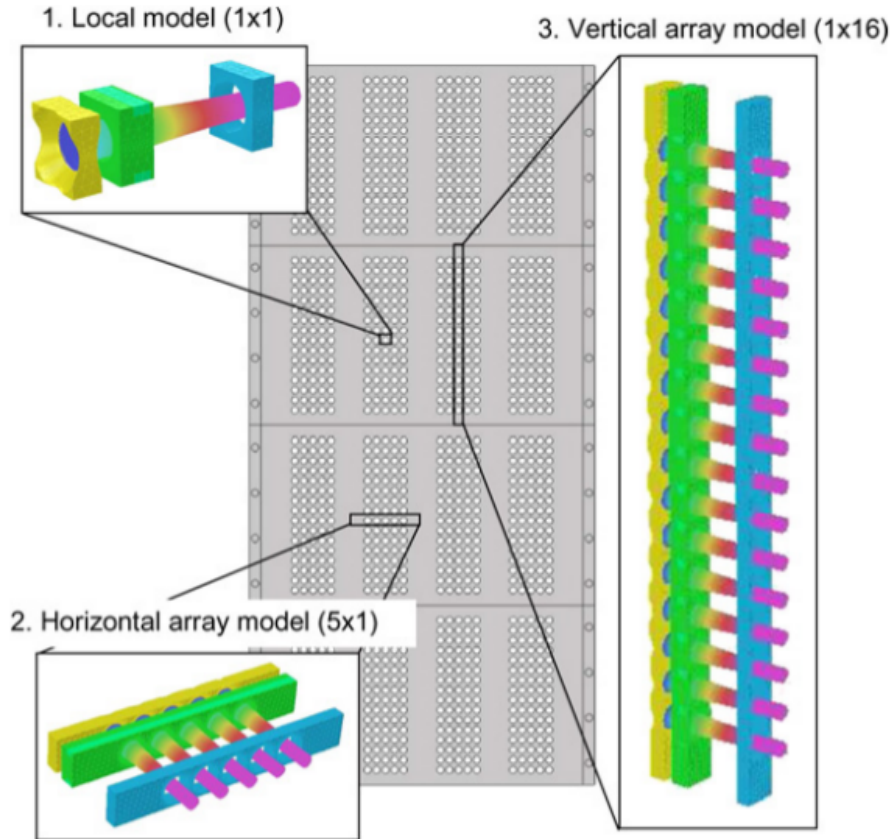 1. Local model (1x1)
3. Vertical array model (1x16)
2. Horizontal array model (5x1)